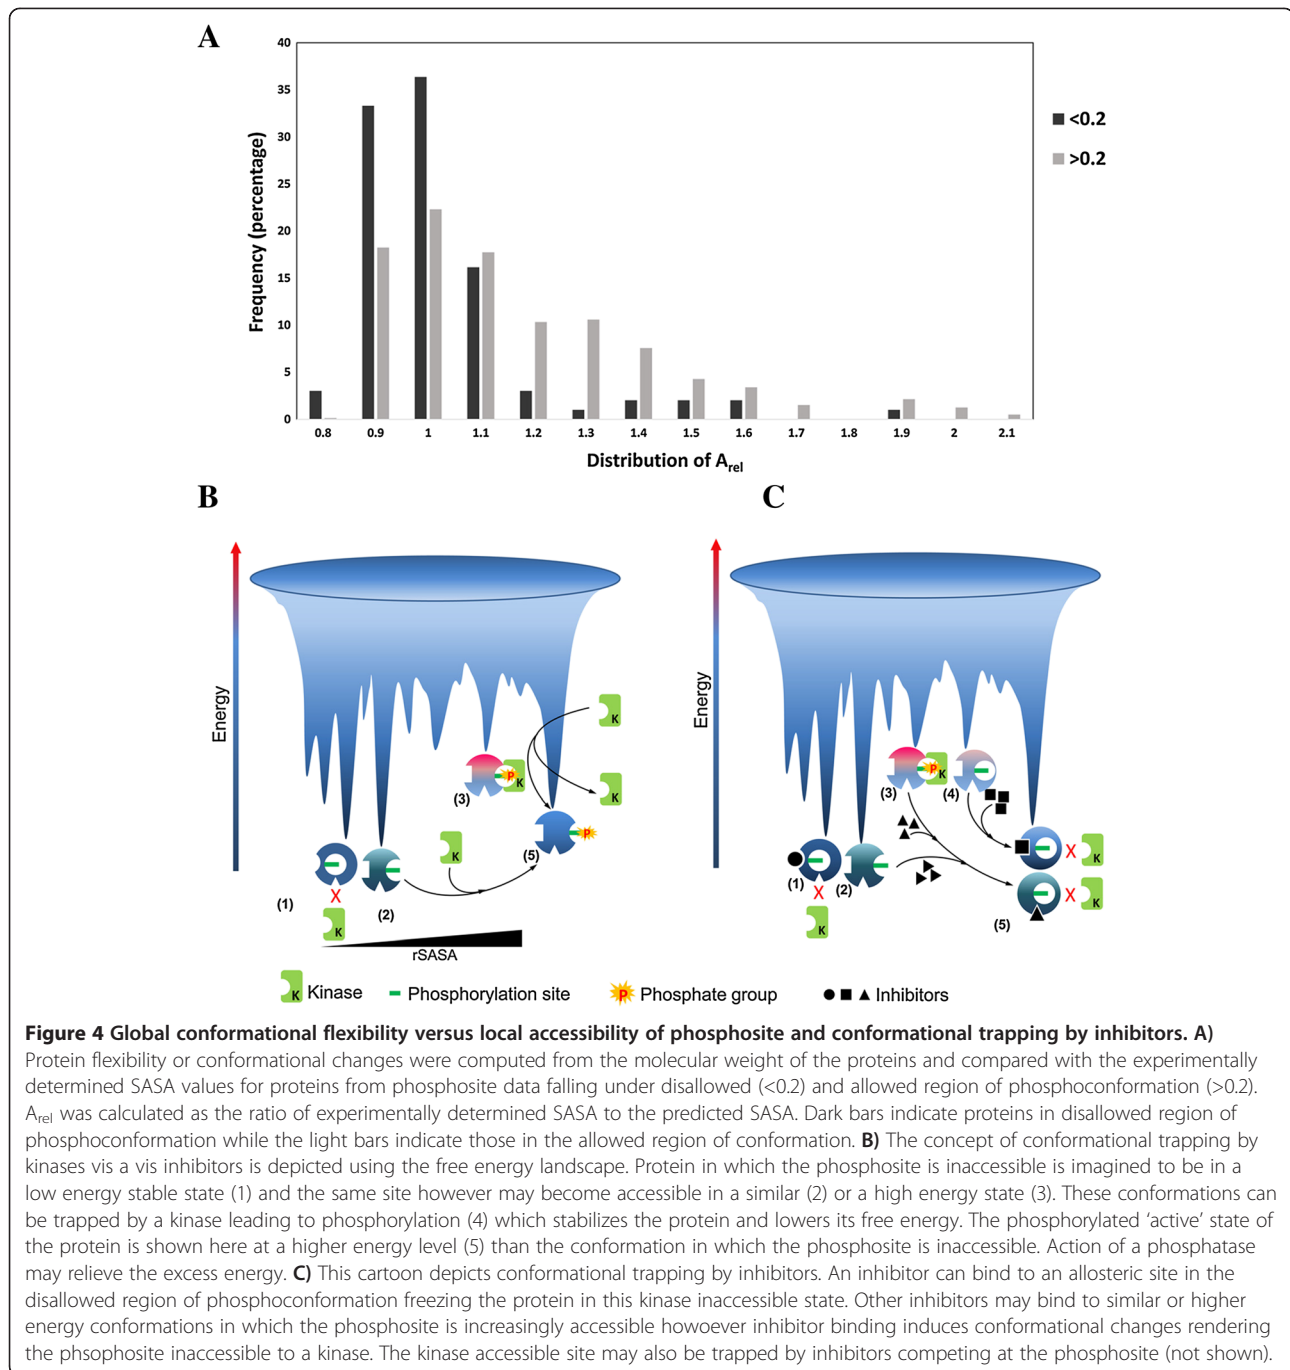 A
40
35
30
25
20
15
10
5
0
Frequency (percentage)
0.8 0.9 1 1.1 1.2 1.3 1.4 1.5 1.6 1.7 1.8 1.9 2 2.1
Distribution of Arel
<0.2
>0.2
B
Energy
K
K
P
K
(3)
K
(5)
P
(1)
X
K
(2)
rSASA
C
Energy
P
K
(3)
(4)
(1)
X
(2)
K
X
K
X
K
(5)
K Kinase
Phosphorylation site
P Phosphate group
Inhibitors
Figure 4 Global conformational flexibility versus local accessibility of phosphosite and conformational trapping by inhibitors. A)
Protein flexibility or conformational changes were computed from the molecular weight of the proteins and compared with the experimentally
determined SASA values for proteins from phosphosite data falling under disallowed (<0.2) and allowed region of phosphoconformation (>0.2).
Arel was calculated as the ratio of experimentally determined SASA to the predicted SASA. Dark bars indicate proteins in disallowed region of
phosphoconformation while the light bars indicate those in the allowed region of conformation. B) The concept of conformational trapping by
kinases vis a vis inhibitors is depicted using the free energy landscape. Protein in which the phosphosite is inaccessible is imagined to be in a
low energy stable state (1) and the same site however may become accessible in a similar (2) or a high energy state (3). These conformations can
be trapped by a kinase leading to phosphorylation (4) which stabilizes the protein and lowers its free energy. The phosphorylated ‘active’ state of
the protein is shown here at a higher energy level (5) than the conformation in which the phosphosite is inaccessible. Action of a phosphatase
may relieve the excess energy. C) This cartoon depicts conformational trapping by inhibitors. An inhibitor can bind to an allosteric site in the
disallowed region of phosphoconformation freezing the protein in this kinase inaccessible state. Other inhibitors may bind to similar or higher
energy conformations in which the phosphosite is increasingly accessible howoever inhibitor binding induces conformational changes rendering
the phsophosite inaccessible to a kinase. The kinase accessible site may also be trapped by inhibitors competing at the phosphosite (not shown).